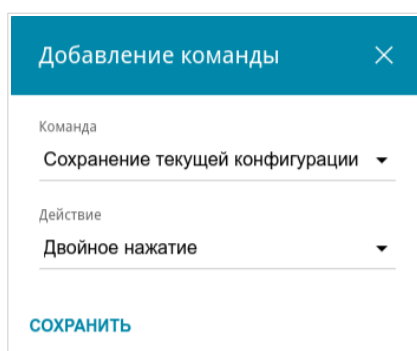 Добавление команды
Команда
Сохранение текущей конфигурации
Действие
Двойное нажатие
СОХРАНИТЬ